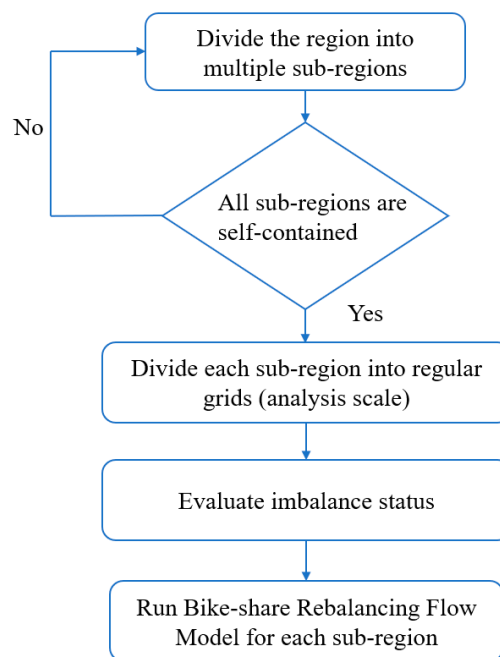 Divide the region into
multiple sub-regions
No
All sub-regions are
self-contained
Yes
Divide each sub-region into regular
grids (analysis scale)
Evaluate imbalance status
Run Bike-share Rebalancing Flow
Model for each sub-region